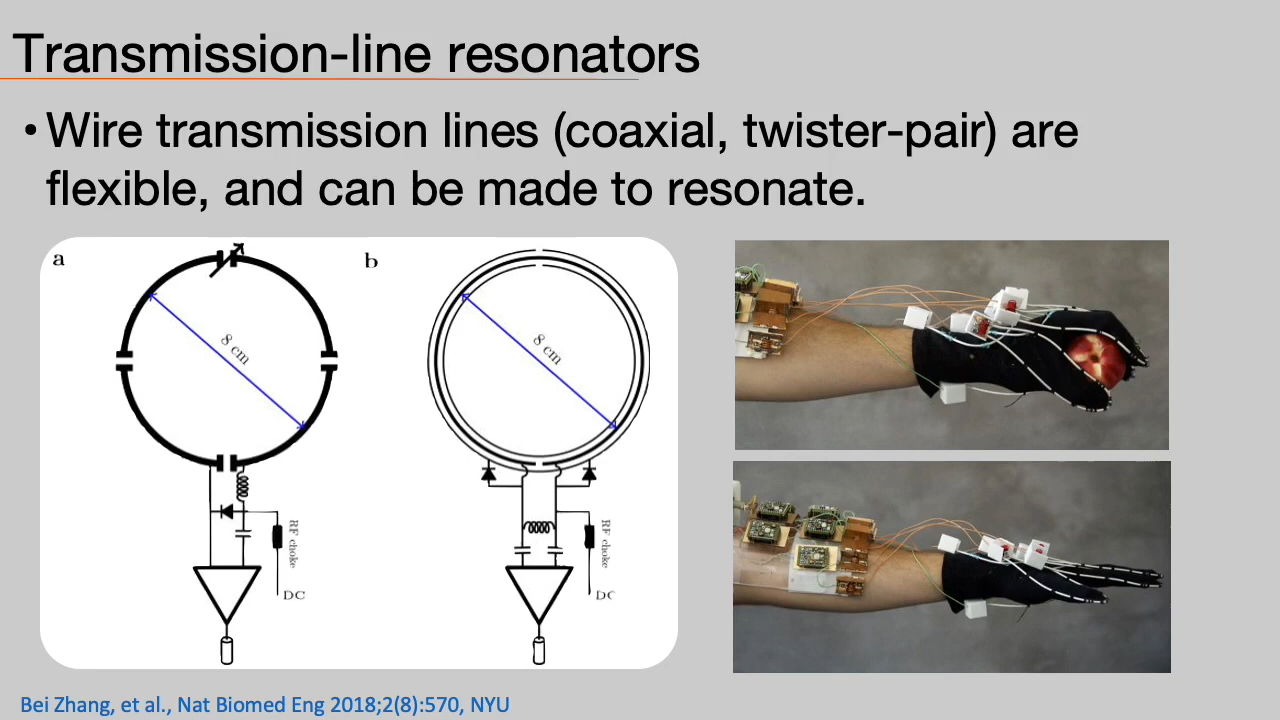 Transmission-line resonators
• Wire transmission lines (coaxial, twister-pair) are
flexible, and can be made to resonate.
a
b
8 cm
8 cm
RF choke
DC
RF choke
DC
Bei Zhang, et al., Nat Biomed Eng 2018;2(8):570, NYU